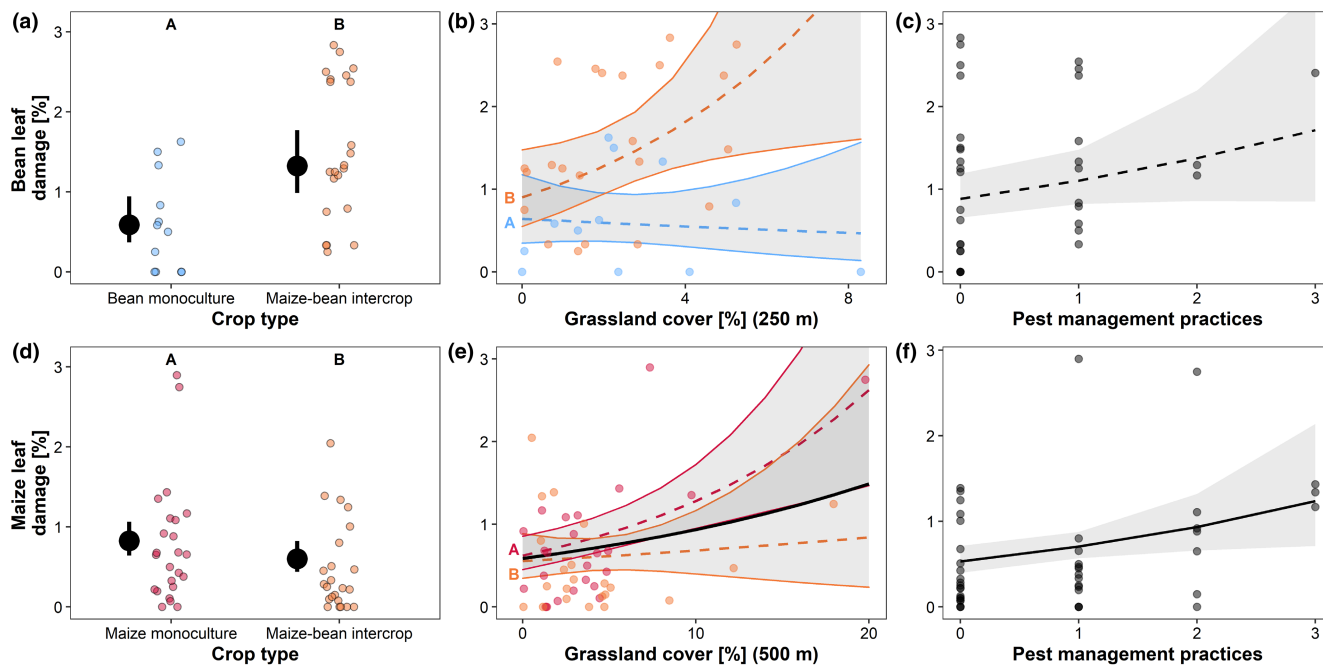 (a)
A
B
3
2
1
0
Bean leaf
damage [%]
Bean monoculture
Maize-bean intercrop
Crop type
(b)
3
2
1
0
B
A
0
4
8
Grassland cover [%] (250 m)
(c)
3
2
1
0
0
1
2
3
Pest management practices
(d)
A
B
3
2
1
0
Maize leaf
damage [%]
Maize monoculture
Maize-bean intercrop
Crop type
(e)
3
2
1
0
A
B
0
10
20
Grassland cover [%] (500 m)
(f)
3
2
1
0
0
1
2
3
Pest management practices